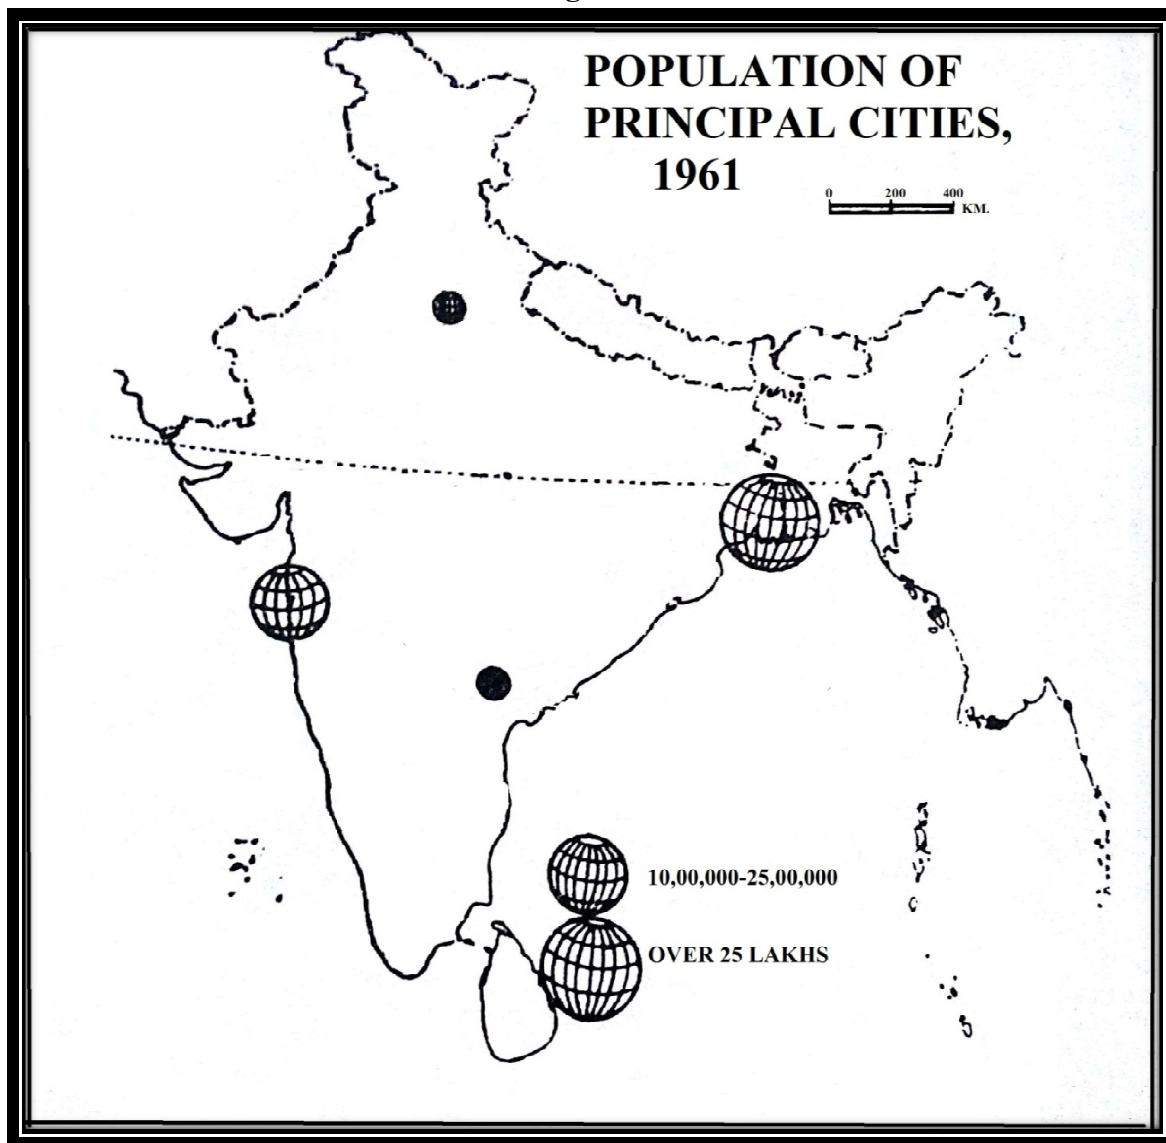 POPULATION OF
PRINCIPAL CITIES,
1961
0 200 400
KM.
10,00,000-25,00,000
OVER 25 LAKHS